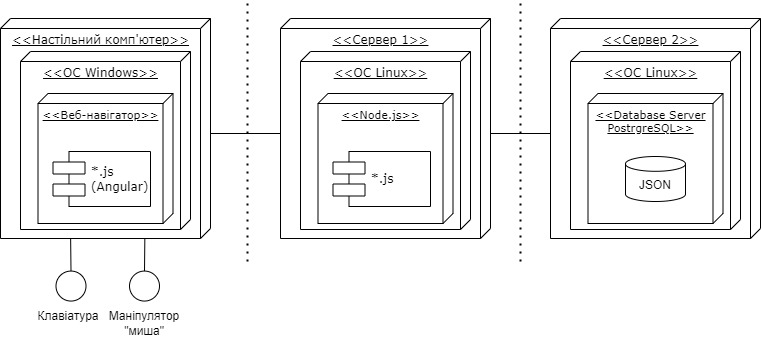 <<Настільний комп'ютер>>
<<ОС Windows>>
<<Веб-навігатор>>
*.js
(Angular)
Клавіатура
Маніпулятор
"миша"
<<Сервер 1>>
<<ОС Linux>>
<<Node.js>>
*.js
<<Сервер 2>>
<<ОС Linux>>
<<Database Server
PostrgreSQL>>
JSON